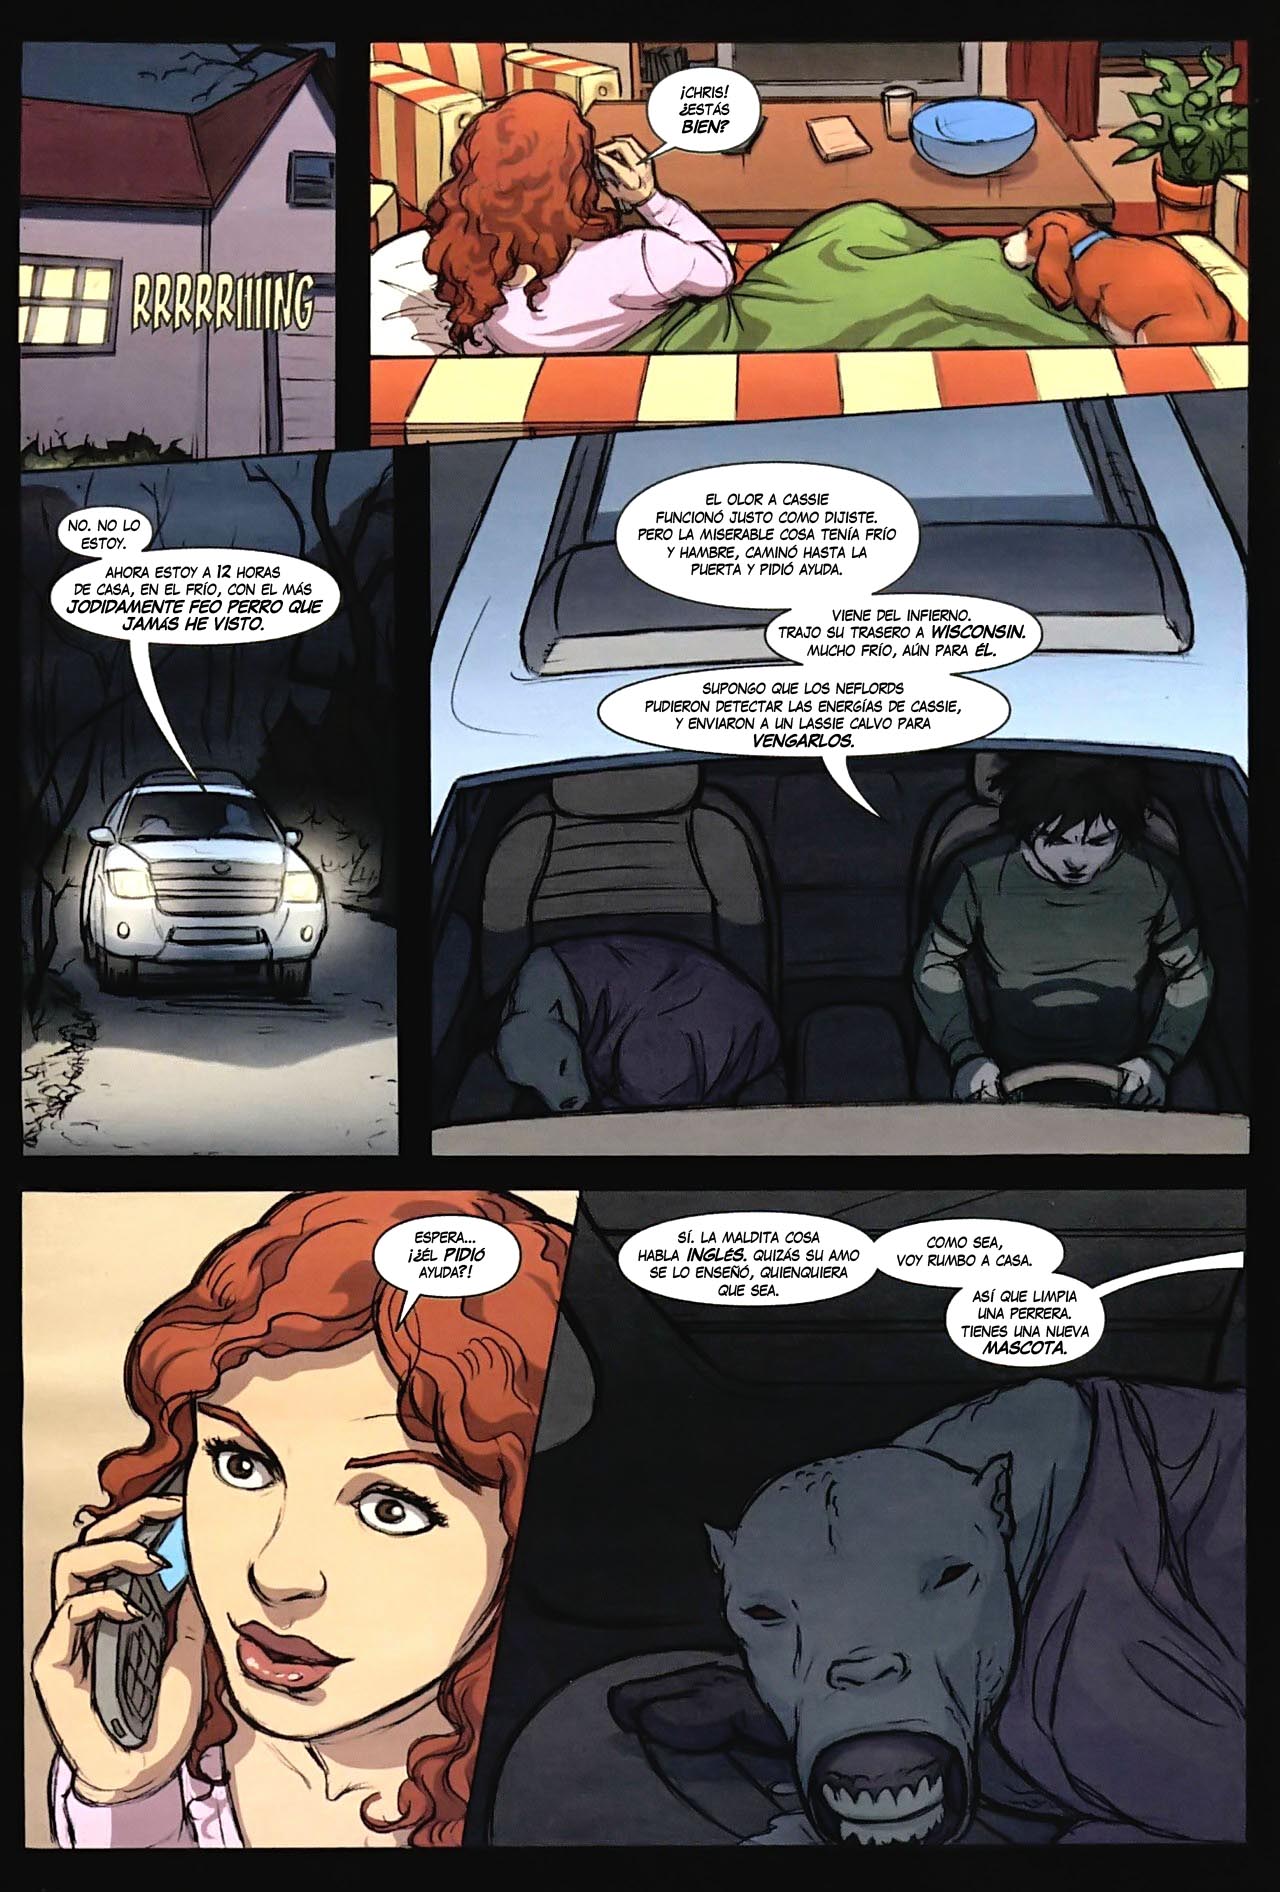 RRRRRIIIIING
¡CHRIS!
¿ESTÁS
BIEN?
NO. NO LO
ESTOY.
AHORA ESTOY A 12 HORAS
DE CASA, EN EL FRÍO, CON EL MÁS
JODIDAMENTE FEO PERRO QUE
JAMÁS HE VISTO.
EL OLOR A CASSIE
FUNCIONÓ JUSTO COMO DIJISTE.
PERO LA MISERABLE COSA TENÍA FRÍO
Y HAMBRE, CAMINÓ HASTA LA
PUERTA Y PIDIÓ AYUDA.
VIENE DEL INFIERNO.
TRAJO SU TRASERO A WISCONSIN.
MUCHO FRÍO, AÚN PARA ÉL.
SUPONGO QUE LOS NEFLORDS
PUDIERON DETECTAR LAS ENERGÍAS DE CASSIE,
Y ENVIARON A UN LASSIE CALVO PARA
VENGARLOS.
ESPERA...
¡¿ÉL PIDIÓ
AYUDA?!
SÍ. LA MALDITA COSA
HABLA INGLÉS. QUIZÁS SU AMO
SE LO ENSEÑÓ, QUIENQUIERA
QUE SEA.
COMO SEA,
VOY RUMBO A CASA.
ASÍ QUE LIMPIA
UNA PERRERA.
TIENES UNA NUEVA
MASCOTA.